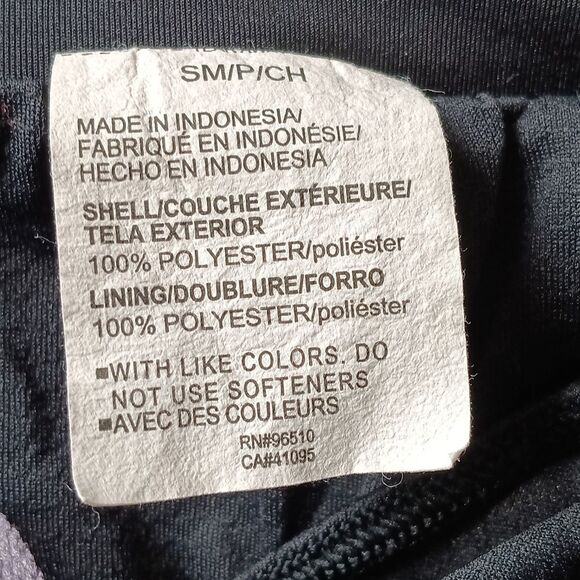 SM/P/CH
MADE IN INDONESIA/
FABRIQUÉ EN INDONÉSIE/
HECHO EN INDONESIA
SHELL/COUCHE EXTÉRIEURE/
TELA EXTERIOR
100% POLYESTER/poliéster
LINING/DOUBLURE/FORRO
100% POLYESTER/poliéster
■WITH LIKE COLORS. DO
NOT USE SOFTENERS
■AVEC DES COULEURS
RN#96510
CA#41095